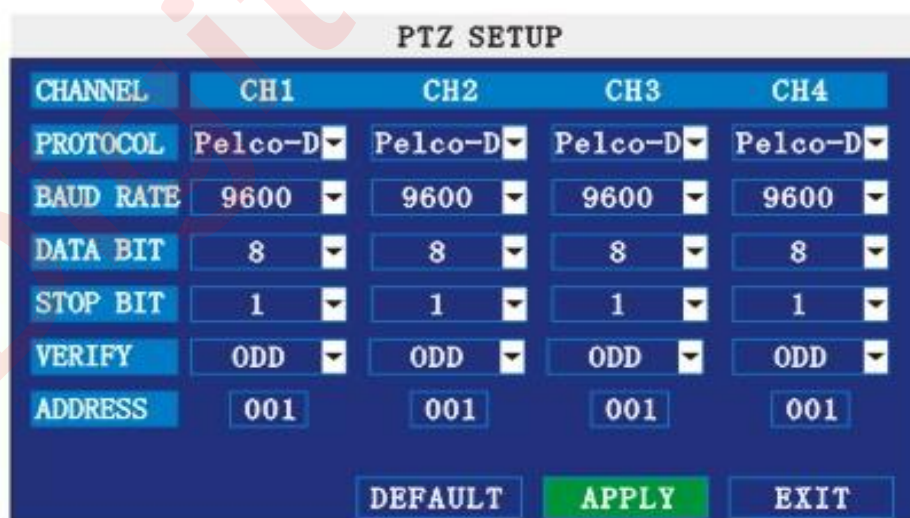 PTZ SETUP
CHANNEL CH1 CH2 CH3 CH4
PROTOCOL Pelco-D Pelco-D Pelco-D Pelco-D
BAUD RATE 9600 9600 9600 9600
DATA BIT 8 8 8 8
STOP BIT 1 1 1 1
VERIFY ODD ODD ODD ODD
ADDRESS 001 001 001 001
DEFAULT APPLY EXIT